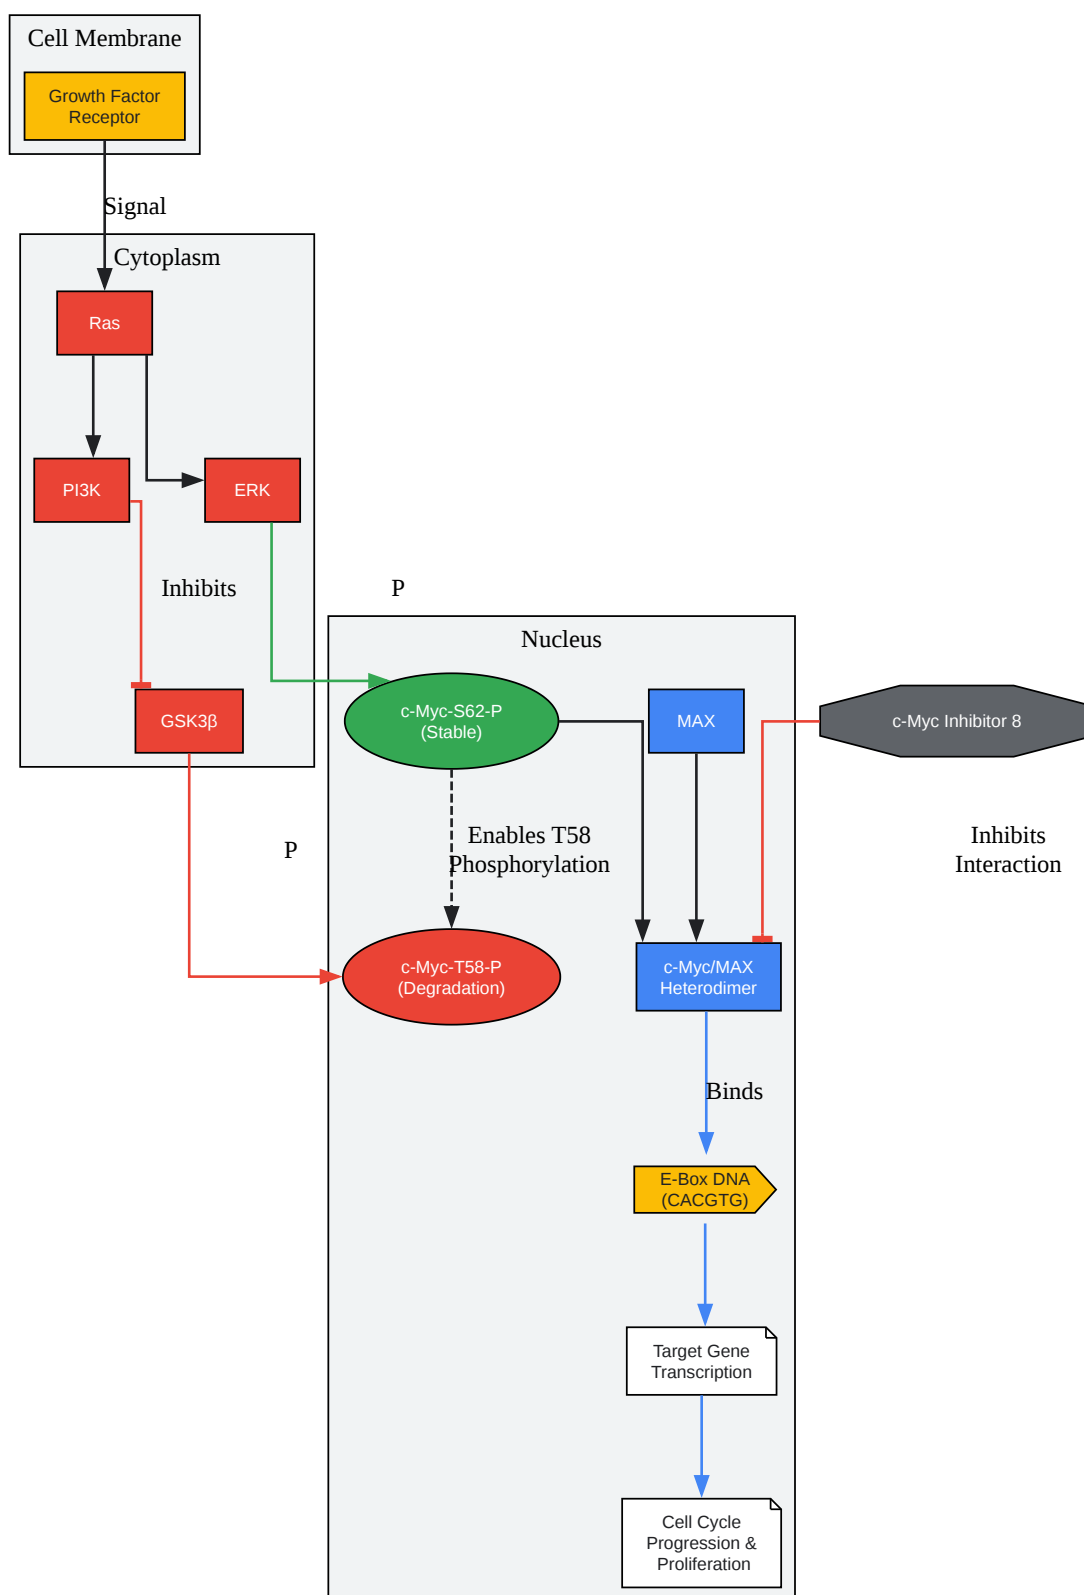 Cell Membrane
Growth Factor
Receptor
Signal
Cytoplasm
Ras
PI3K
ERK
Inhibits
P
Nucleus
GSK3β
c-Myc-S62-P
(Stable)
MAX
c-Myc Inhibitor 8
P
Enables T58
Phosphorylation
Inhibits
Interaction
c-Myc-T58-P
(Degradation)
c-Myc/MAX
Heterodimer
Binds
E-Box DNA
(CACGTG)
Target Gene
Transcription
Cell Cycle
Progression &
Proliferation